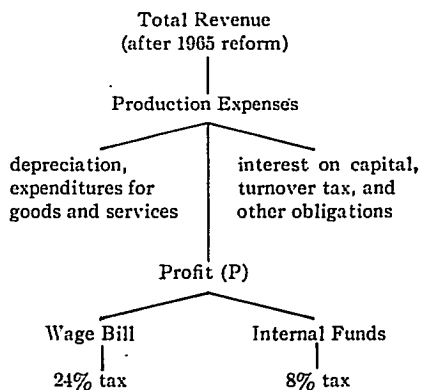 Total Revenue
(after 1965 reform)
Production Expenses
depreciation,
expenditures for
goods and services
interest on capital,
turnover tax, and
other obligations
Profit (P)
Wage Bill
Internal Funds
24% tax
8% tax